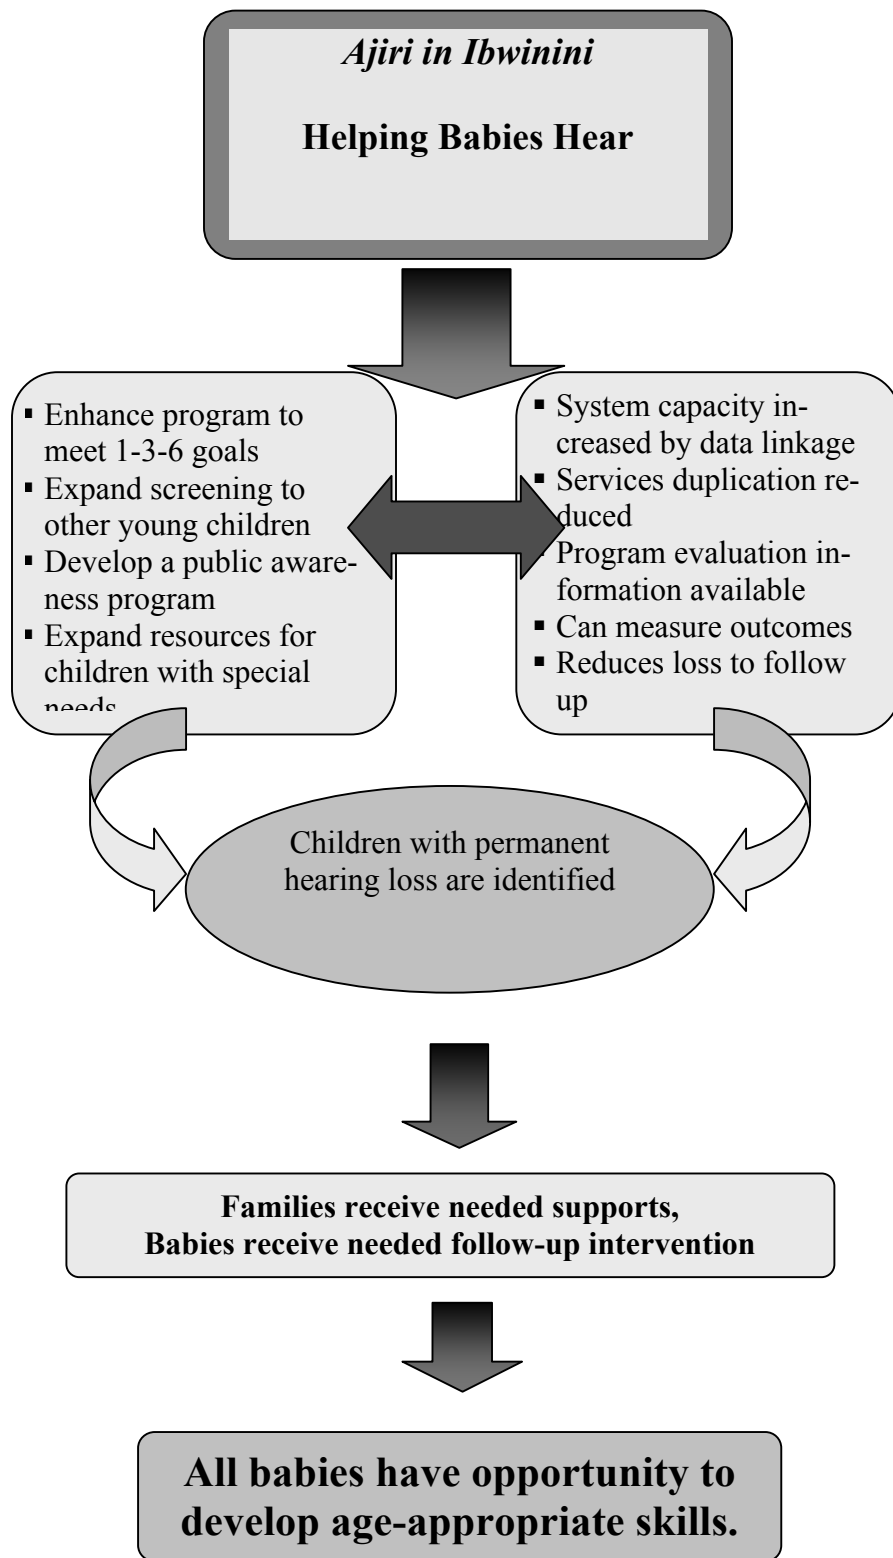 Ajiri in Ibwinini
Helping Babies Hear
▪ Enhance program to
meet 1-3-6 goals
▪ Expand screening to
other young children
▪ Develop a public aware-
ness program
▪ Expand resources for
children with special
needs
▪ System capacity in-
creased by data linkage
▪ Services duplication re-
duced
Program evaluation in-
formation available
▪ Can measure outcomes
▪ Reduces loss to follow
up
Children with permanent
hearing loss are identified
Families receive needed supports,
Babies receive needed follow-up intervention
All babies have opportunity to
develop age-appropriate skills.